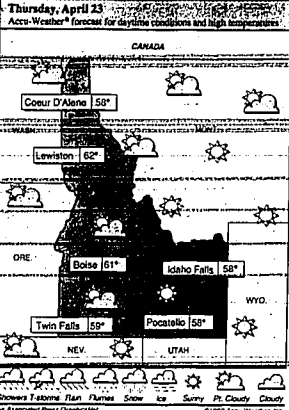 Thursday, April 23
Accu-Weather® forecast for daytime conditions and high temperatures
CANADA
Coeur D'Alene 58°
WASH.
MONT.
Lewiston 62°
ORE.
Boise 61°
Idaho Falls 58°
WYO.
Twin Falls 59°
Pocatello 58°
NEV.
UTAH
Showers T-storms Rain Flurries Snow Ice Sunny Pt. Cloudy Cloudy